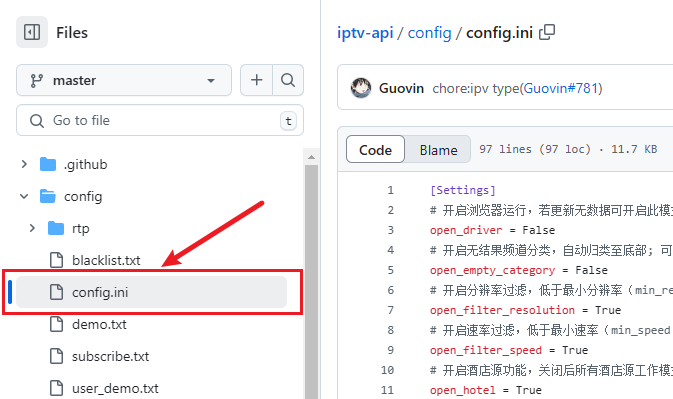 Files
master
Go to file
t
.github
config
rtp
blacklist.txt
config.ini
demo.txt
subscribe.txt
user_demo.txt
iptv-api / config / config.ini
Guovin chore:ipv type(Guovin#781)
Code Blame 97 lines (97 loc) · 11.7 KB
1 [Settings]
2 # 开启浏览器运行，若更新无数据可开启此模
3 open_driver = False
4 # 开启无结果频道分类，自动归类至底部; 可
5 open_empty_category = False
6 # 开启分辨率过滤，低于最小分辨率（min_re
7 open_filter_resolution = True
8 # 开启速率过滤，低于最小速率（min_speed
9 open_filter_speed = True
10 # 开启酒店源功能，关闭后所有酒店源工作模
11 open_hotel = True